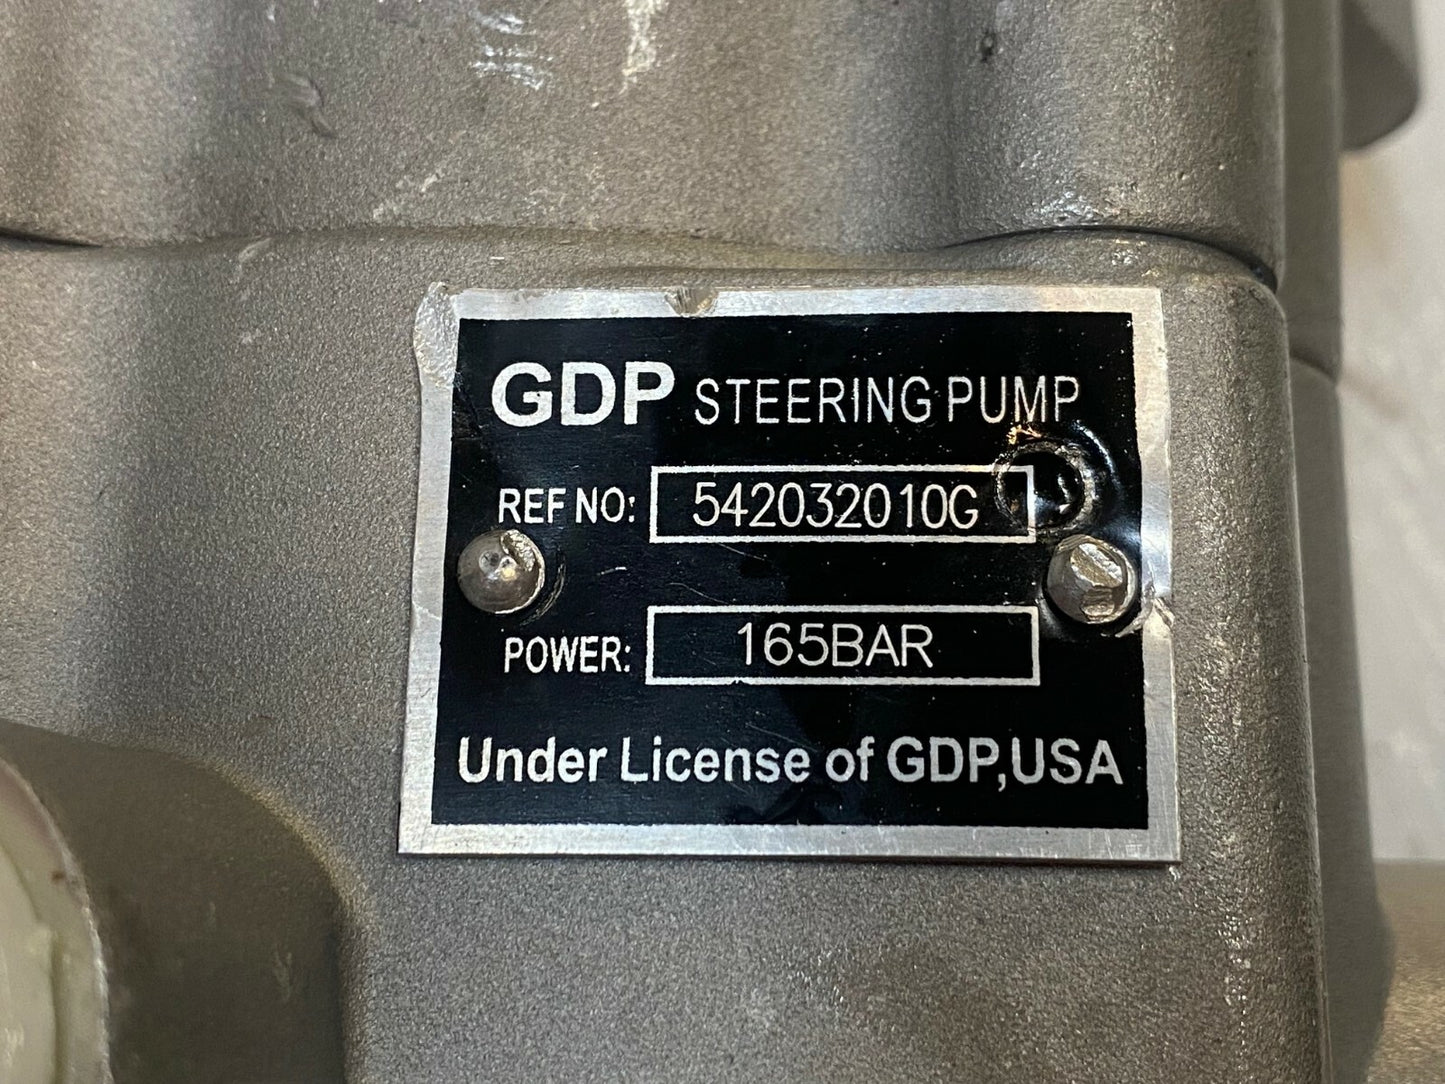 GDP STEERING PUMP
REF NO: 542032010G
POWER: 165BAR
Under License of GDP,USA